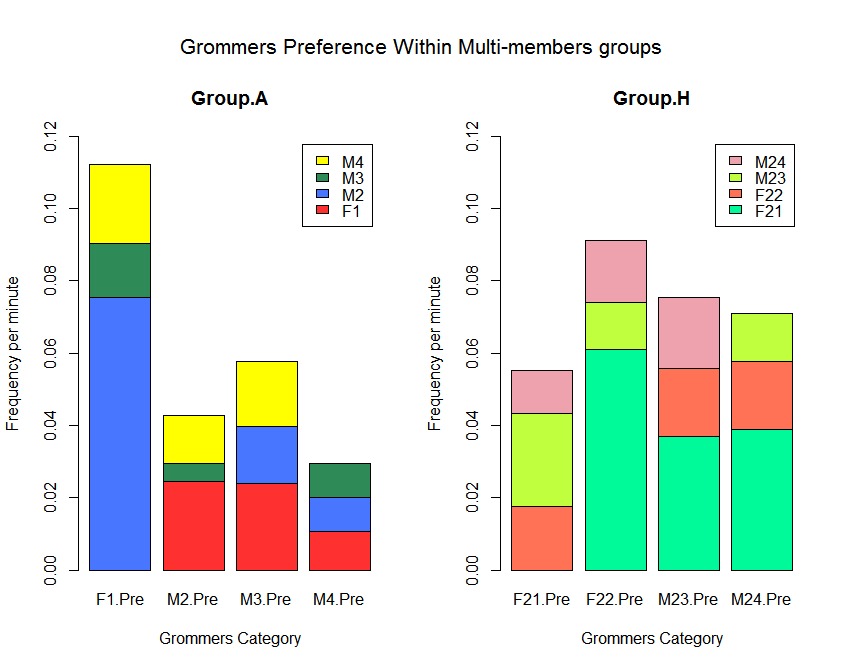 Grommers Preference Within Multi-members groups
Group.A
Frequency per minute
0.12
0.10
0.08
0.06
0.04
0.02
0.00
M4
M3
M2
F1
F1.Pre M2.Pre M3.Pre M4.Pre
Grommers Category
Group.H
Frequency per minute
0.12
0.10
0.08
0.06
0.04
0.02
0.00
M24
M23
F22
F21
F21.Pre F22.Pre M23.Pre M24.Pre
Grommers Category